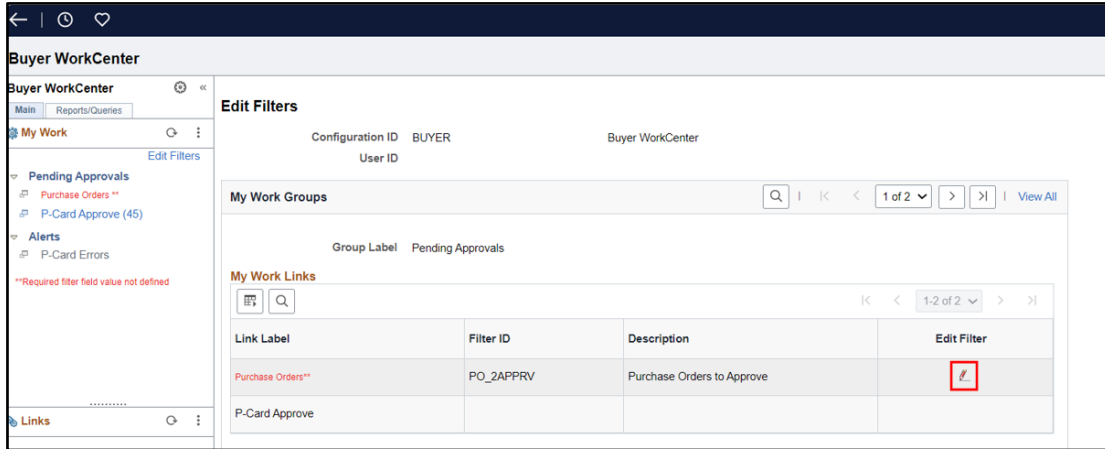 Buyer WorkCenter
Buyer WorkCenter
Main Reports/Queries
My Work
Edit Filters
Pending Approvals
Purchase Orders **
P-Card Approve (45)
Alerts
P-Card Errors
**Required filter field value not defined
Links
Edit Filters
Configuration ID BUYER Buyer WorkCenter
User ID
My Work Groups 1 of 2 View All
Group Label Pending Approvals
My Work Links
1-2 of 2
Link Label Filter ID Description Edit Filter
Purchase Orders** PO_2APPRV Purchase Orders to Approve
P-Card Approve